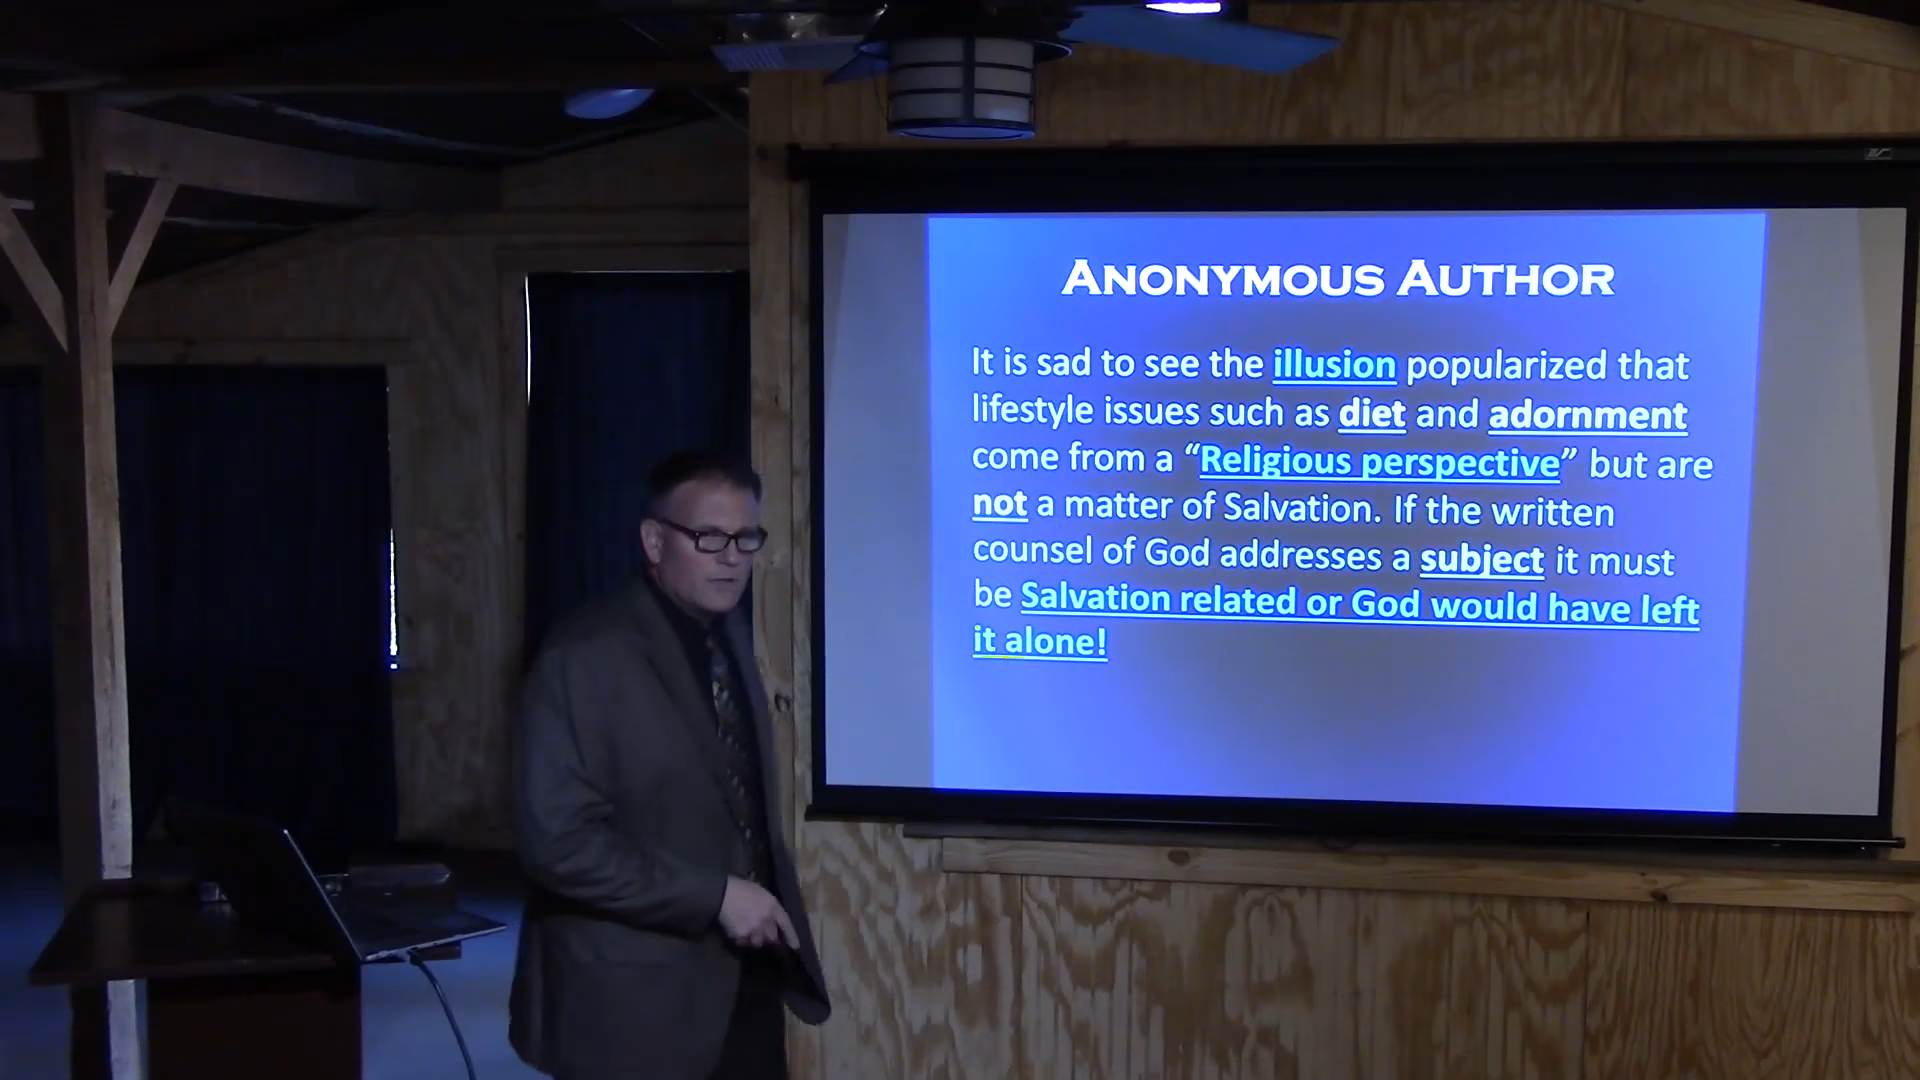 ANONYMOUS AUTHOR
It is sad to see the illusion popularized that
lifestyle issues such as diet and adornment
come from a “Religious perspective” but are
not a matter of Salvation. If the written
counsel of God addresses a subject it must
be Salvation related or God would have left
it alone!